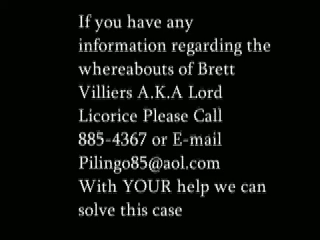 If you have any
information regarding the
whereabouts of Brett
Villiers A.K.A Lord
Licorice Please Call
885-4367 or E-mail
Pilingo85@aol.com
With YOUR help we can
solve this case